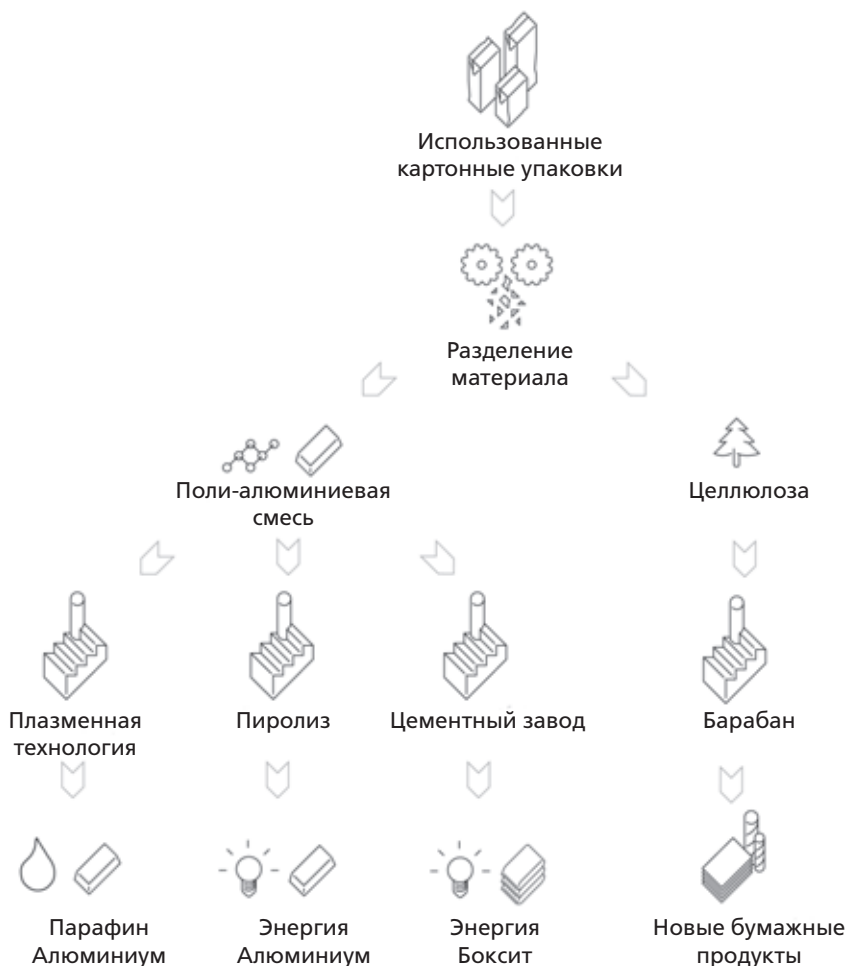 Использованные
картонные упаковки
Разделение
материала
Поли-алюминиевая
смесь
Целлюлоза
Плазменная
технология
Пиролиз
Цементный завод
Барабан
Парафин
Алюминиум
Энергия
Алюминиум
Энергия
Боксит
Новые бумажные
продукты